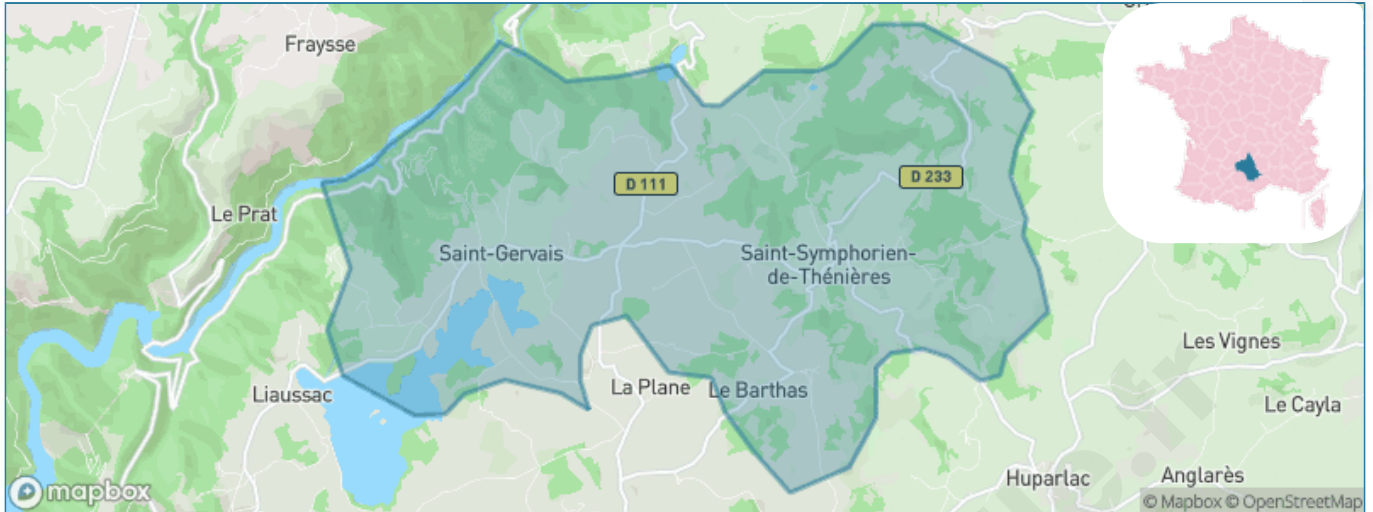 Fraysse
D 111
D 233
Le Prat
Saint-Gervais
Saint-Symphorien-
de-Thénières
Les Vignes
Liaussac
La Plane
Le Barthas
Le Cayla
Huparlac
Anglarès
mapbox
© Mapbox © OpenStreetMap